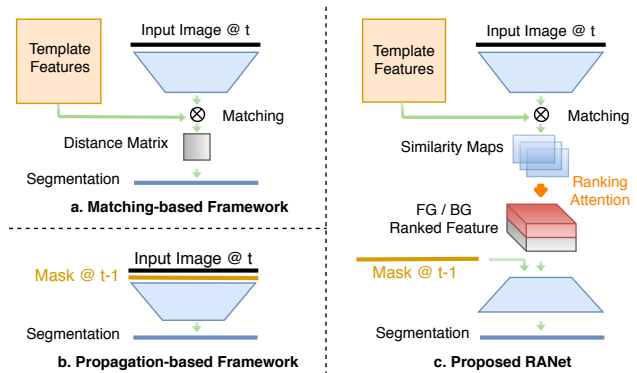 Input Image @ t
Template
Features
Matching
Distance Matrix
Segmentation
a. Matching-based Framework
Input Image @ t
Mask @ t-1
Segmentation
b. Propagation-based Framework
Input Image @ t
Template
Features
Matching
Similarity Maps
Ranking
Attention
FG / BG
Ranked Feature
Mask @ t-1
Segmentation
c. Proposed RANet